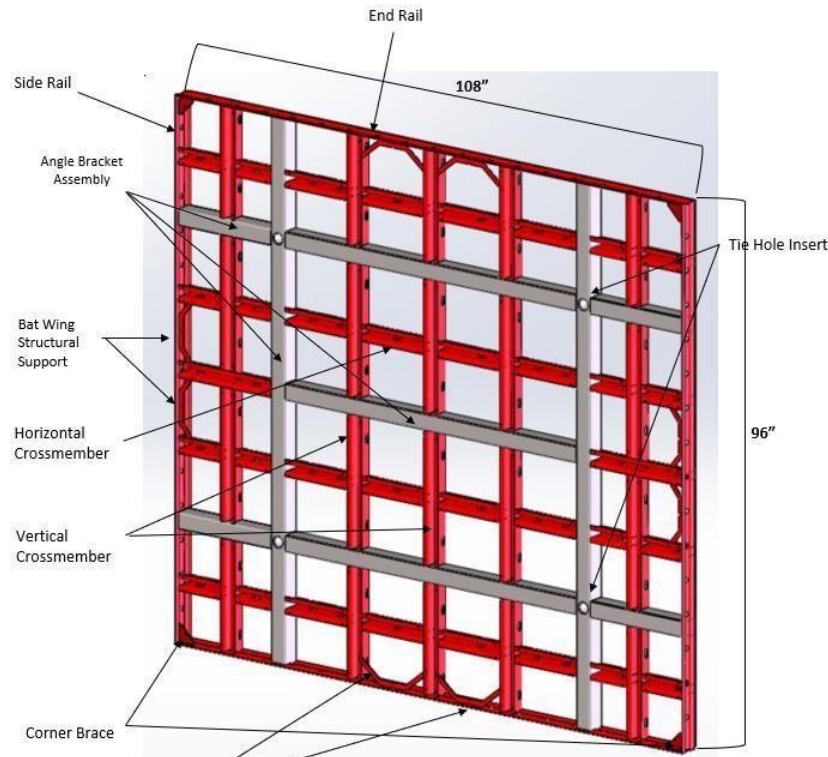 End Rail
108”
Side Rail
Angle Bracket
Assembly
Tie Hole Insert
Bat Wing
Structural
Support
Horizontal
Crossmember
96”
Vertical
Crossmember
Corner Brace